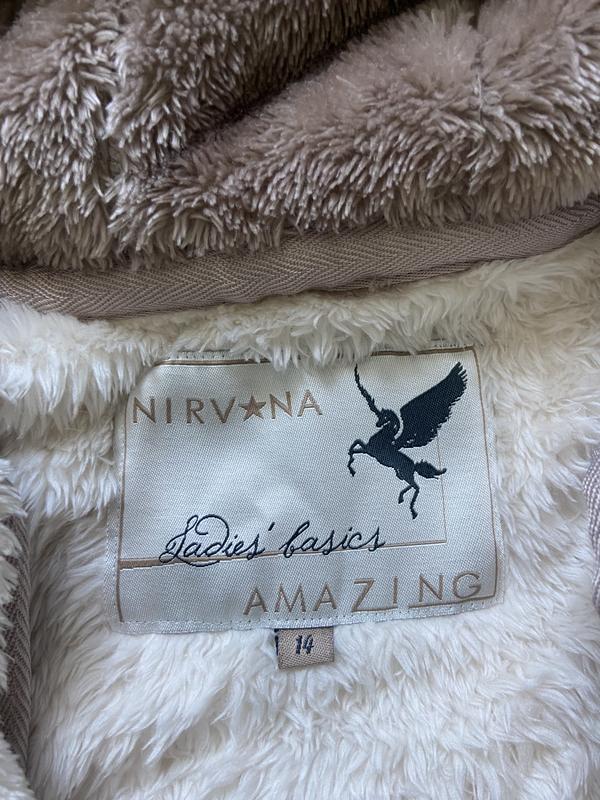 NIRV★NA
Ladies' basics
AMAZING
14